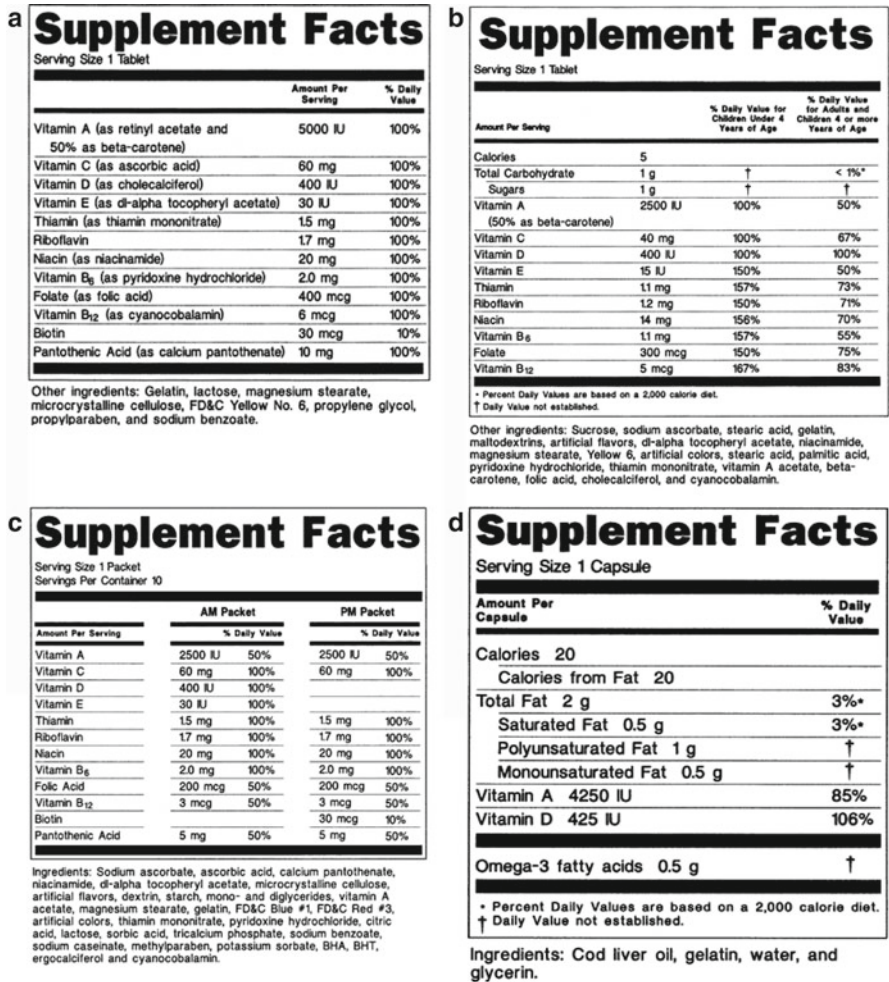 a
Supplement Facts
Serving Size 1 Tablet
Amount Per Serving % Daily Value
Vitamin A (as retinyl acetate and 50% as beta-carotene) 5000 IU 100%
Vitamin C (as ascorbic acid) 60 mg 100%
Vitamin D (as cholecalciferol) 400 IU 100%
Vitamin E (as dl-alpha tocopheryl acetate) 30 IU 100%
Thiamin (as thiamin mononitrate) 1.5 mg 100%
Riboflavin 1.7 mg 100%
Niacin (as niacinamide) 20 mg 100%
Vitamin B6 (as pyridoxine hydrochloride) 2.0 mg 100%
Folate (as folic acid) 400 mcg 100%
Vitamin B12 (as cyanocobalamin) 6 mcg 100%
Biotin 30 mcg 10%
Pantothenic Acid (as calcium pantothenate) 10 mg 100%
Other ingredients: Gelatin, lactose, magnesium stearate,
microcrystalline cellulose, FD&C Yellow No. 6, propylene glycol,
propylparaben, and sodium benzoate.
b
Supplement Facts
Serving Size 1 Tablet
Amount Per Serving % Daily Value for Children Under 4 Years of Age % Daily Value for Adults and Children 4 or more Years of Age
Calories 5
Total Carbohydrate 1 g † < 1%*
Sugars 1 g † †
Vitamin A 2500 IU 100% 50%
(50% as beta-carotene)
Vitamin C 40 mg 100% 67%
Vitamin D 400 IU 100% 100%
Vitamin E 15 IU 150% 50%
Thiamin 1.1 mg 157% 73%
Riboflavin 1.2 mg 150% 71%
Niacin 14 mg 156% 70%
Vitamin B6 1.1 mg 157% 55%
Folate 300 mcg 150% 75%
Vitamin B12 5 mcg 167% 83%
* Percent Daily Values are based on a 2,000 calorie diet.
† Daily Value not established.
Other ingredients: Sucrose, sodium ascorbate, stearic acid, gelatin,
maltodextrins, artificial flavors, dl-alpha tocopheryl acetate, niacinamide,
magnesium stearate, Yellow 6, artificial colors, stearic acid, palmitic acid,
pyridoxine hydrochloride, thiamin mononitrate, vitamin A acetate, beta-
carotene, folic acid, cholecalciferol, and cyanocobalamin.
c
Supplement Facts
Serving Size 1 Packet
Servings Per Container 10
AM Packet PM Packet
Amount Per Serving % Daily Value % Daily Value
Vitamin A 2500 IU 50% 2500 IU 50%
Vitamin C 60 mg 100% 60 mg 100%
Vitamin D 400 IU 100%
Vitamin E 30 IU 100%
Thiamin 1.5 mg 100% 1.5 mg 100%
Riboflavin 1.7 mg 100% 1.7 mg 100%
Niacin 20 mg 100% 20 mg 100%
Vitamin B6 2.0 mg 100% 2.0 mg 100%
Folic Acid 200 mcg 50% 200 mcg 50%
Vitamin B12 3 mcg 50% 3 mcg 50%
Biotin 30 mcg 10%
Pantothenic Acid 5 mg 50% 5 mg 50%
Ingredients: Sodium ascorbate, ascorbic acid, calcium pantothenate,
niacinamide, dl-alpha tocopheryl acetate, microcrystalline cellulose,
artificial flavors, dextrin, starch, mono- and diglycerides, vitamin A
acetate, magnesium stearate, gelatin, FD&C Blue #1, FD&C Red #3,
artificial colors, thiamin mononitrate, pyridoxine hydrochloride, citric
acid, lactose, sorbic acid, tricalcium phosphate, sodium benzoate,
sodium caseinate, methylparaben, potassium sorbate, BHA, BHT,
ergocalciferol and cyanocobalamin.
d
Supplement Facts
Serving Size 1 Capsule
Amount Per Capsule % Daily Value
Calories 20
Calories from Fat 20
Total Fat 2 g 3%*
Saturated Fat 0.5 g 3%*
Polyunsaturated Fat 1 g †
Monounsaturated Fat 0.5 g †
Vitamin A 4250 IU 85%
Vitamin D 425 IU 106%
Omega-3 fatty acids 0.5 g †
* Percent Daily Values are based on a 2,000 calorie diet.
† Daily Value not established.
Ingredients: Cod liver oil, gelatin, water, and
glycerin.